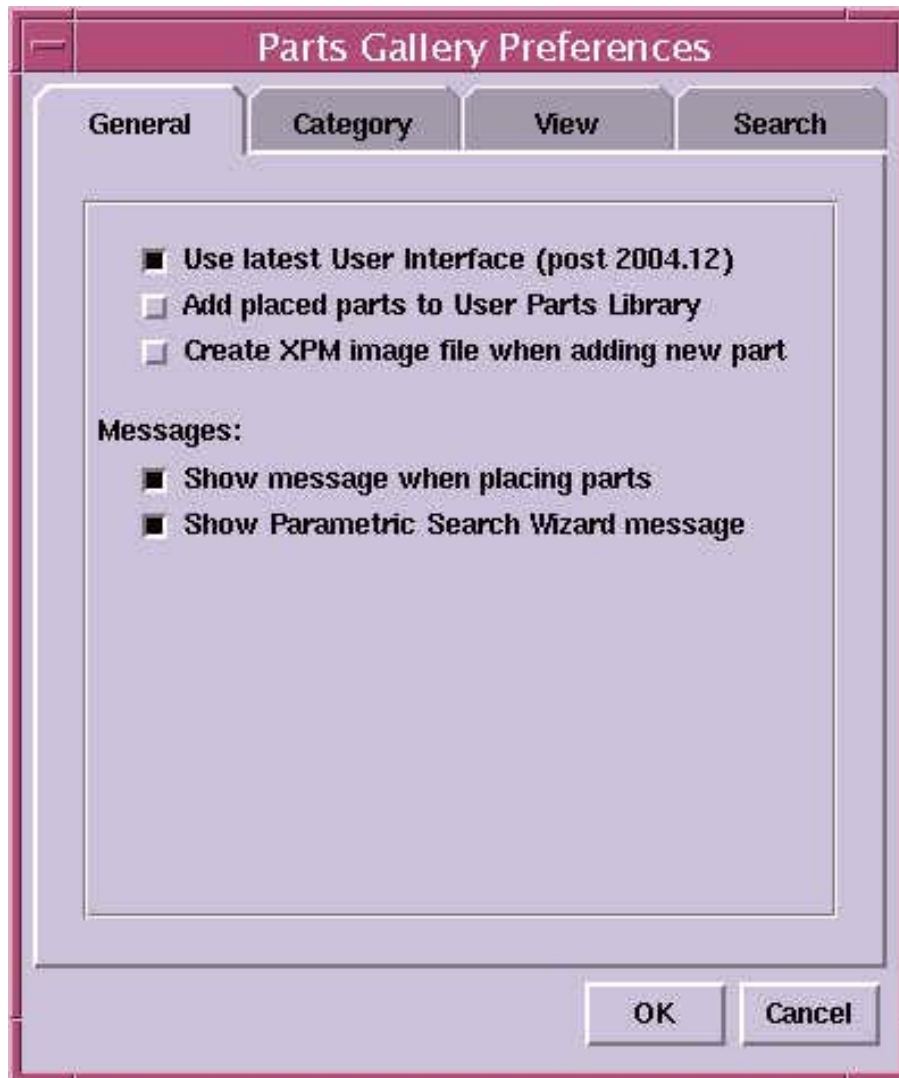 Parts Gallery Preferences
General Category View Search
Use latest User Interface (post 2004.12)
Add placed parts to User Parts Library
Create XPM image file when adding new part
Messages:
Show message when placing parts
Show Parametric Search Wizard message
OK Cancel